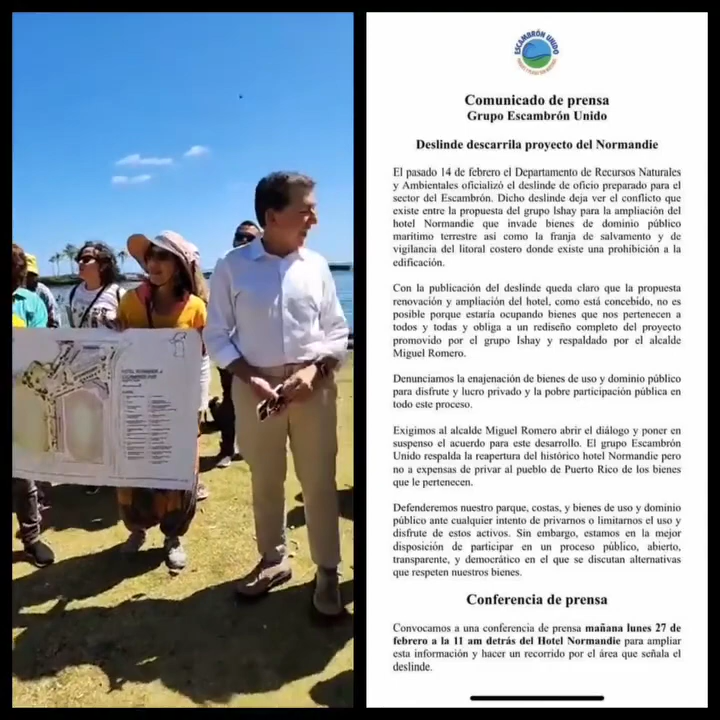 HOTEL NORMANDIE &
ESCAMBRÓN UNIDO
Comunicado de prensa
Grupo Escambrón Unido
Deslinde descarrila proyecto del Normandie
El pasado 14 de febrero el Departamento de Recursos Naturales
y Ambientales oficializó el deslinde de oficio preparado para el
sector del Escambrón. Dicho deslinde deja ver el conflicto que
existe entre la propuesta del grupo Ishay para la ampliación del
hotel Normandie que invade bienes de dominio público
marítimo terrestre así como la franja de salvamento y de
vigilancia del litoral costero donde existe una prohibición a la
edificación.
Con la publicación del deslinde queda claro que la propuesta
renovación y ampliación del hotel, como está concebido, no es
posible porque estaría ocupando bienes que nos pertenecen a
todos y todas y obliga a un rediseño completo del proyecto
promovido por el grupo Ishay y respaldado por el alcalde
Miguel Romero.
Denunciamos la enajenación de bienes de uso y dominio público
para disfrute y lucro privado y la pobre participación pública en
todo este proceso.
Exigimos al alcalde Miguel Romero abrir el diálogo y poner en
suspenso el acuerdo para este desarrollo. El grupo Escambrón
Unido respalda la reapertura del histórico hotel Normandie pero
no a expensas de privar al pueblo de Puerto Rico de los bienes
que le pertenecen.
Defenderemos nuestro parque, costas, y bienes de uso y dominio
público ante cualquier intento de privarnos o limitarnos el uso y
disfrute de estos activos. Sin embargo, estamos en la mejor
disposición de participar en un proceso público, abierto,
transparente, y democrático en el que se discutan alternativas
que respeten nuestros bienes.
Conferencia de prensa
Convocamos a una conferencia de prensa mañana lunes 27 de
febrero a la 11 am detrás del Hotel Normandie para ampliar
esta información y hacer un recorrido por el área que señala el
deslinde.